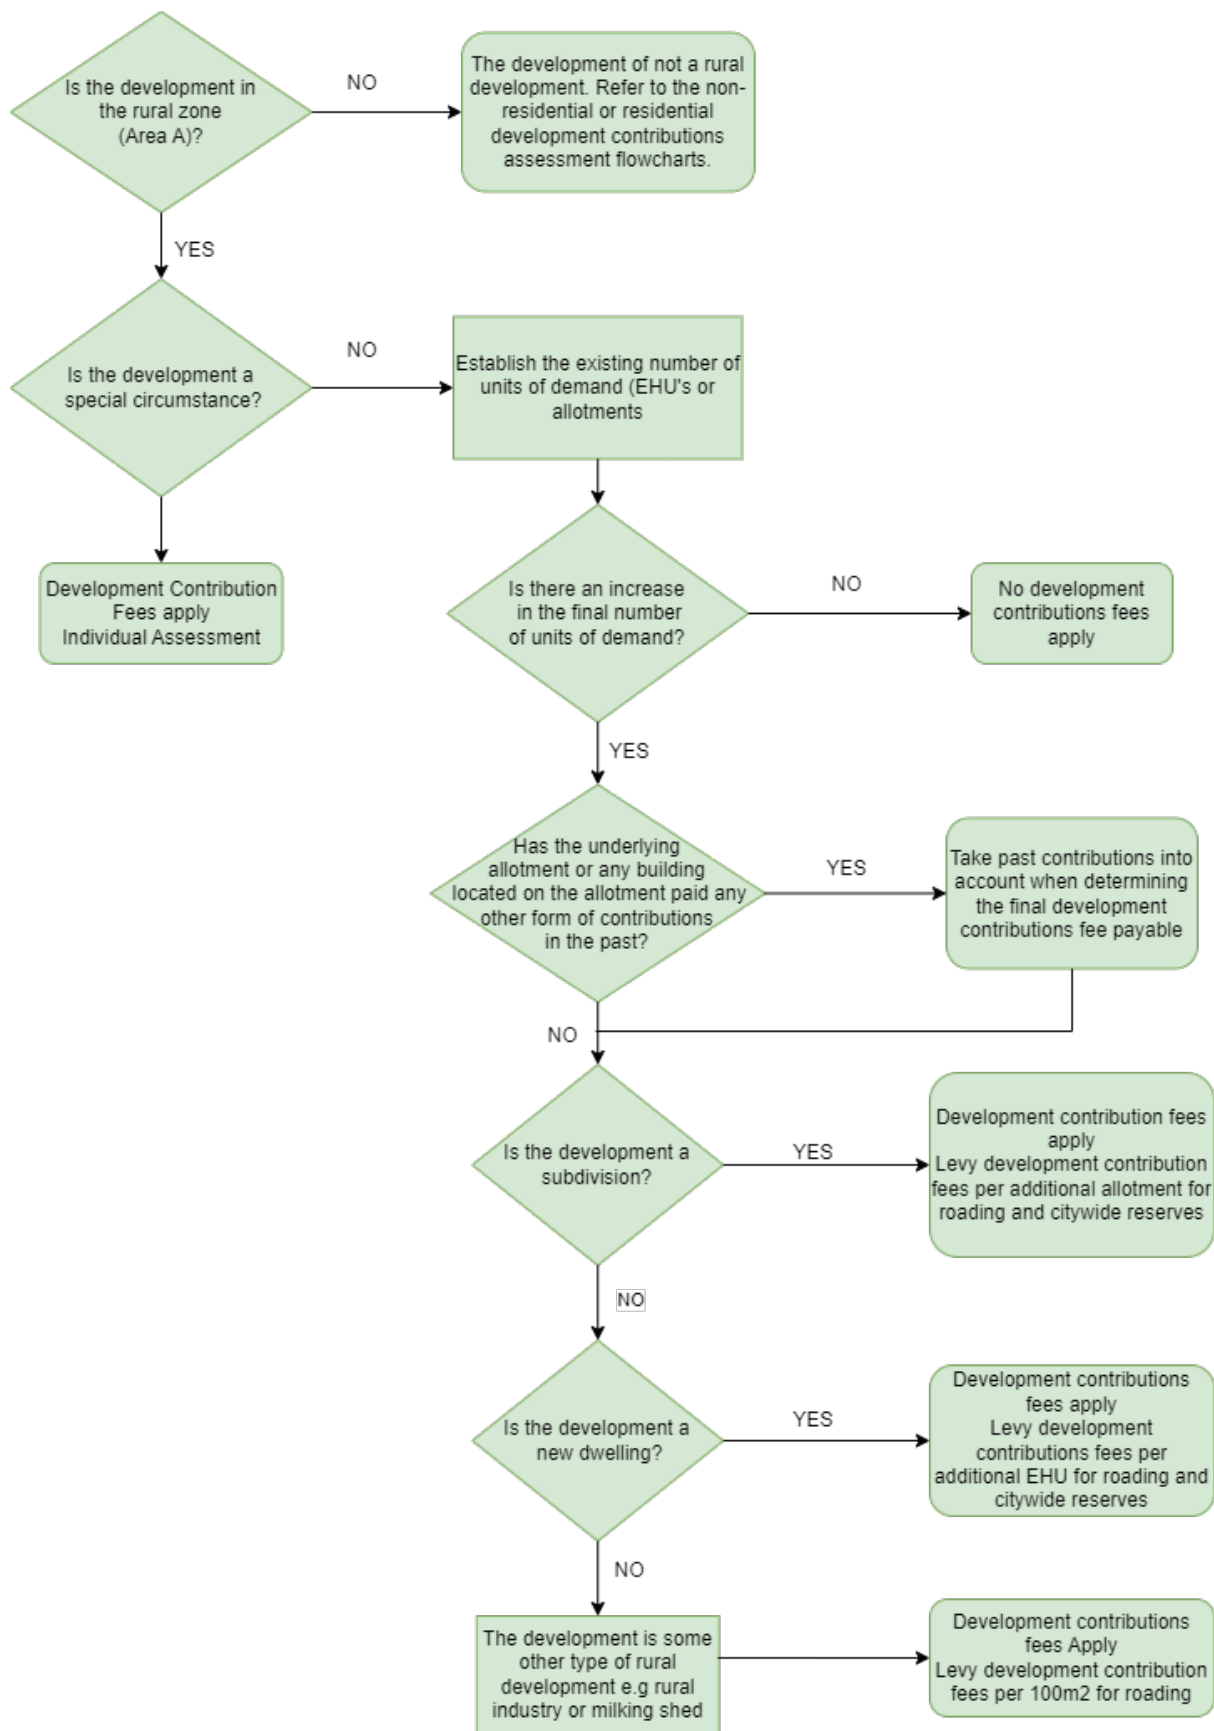 Is the development in
the rural zone
(Area A)?
NO
The development of not a rural
development. Refer to the non-
residential or residential
development contributions
assessment flowcharts.
YES
Is the development a
special circumstance?
NO
Establish the existing number of
units of demand (EHU's or
allotments
Development Contribution
Fees apply
Individual Assessment
Is there an increase
in the final number
of units of demand?
NO
No development
contributions fees
apply
YES
Has the underlying
allotment or any building
located on the allotment paid any
other form of contributions
in the past?
YES
Take past contributions into
account when determining
the final development
contributions fee payable
NO
Is the development a
subdivision?
YES
Development contribution fees
apply
Levy development contribution
fees per additional allotment for
roading and citywide reserves
NO
Is the development a
new dwelling?
YES
Development contributions
fees apply
Levy development
contributions fees per
additional EHU for roading and
citywide reserves
NO
The development is some
other type of rural
development e.g rural
industry or milking shed
Development contributions
fees Apply
Levy development contribution
fees per 100m2 for roading